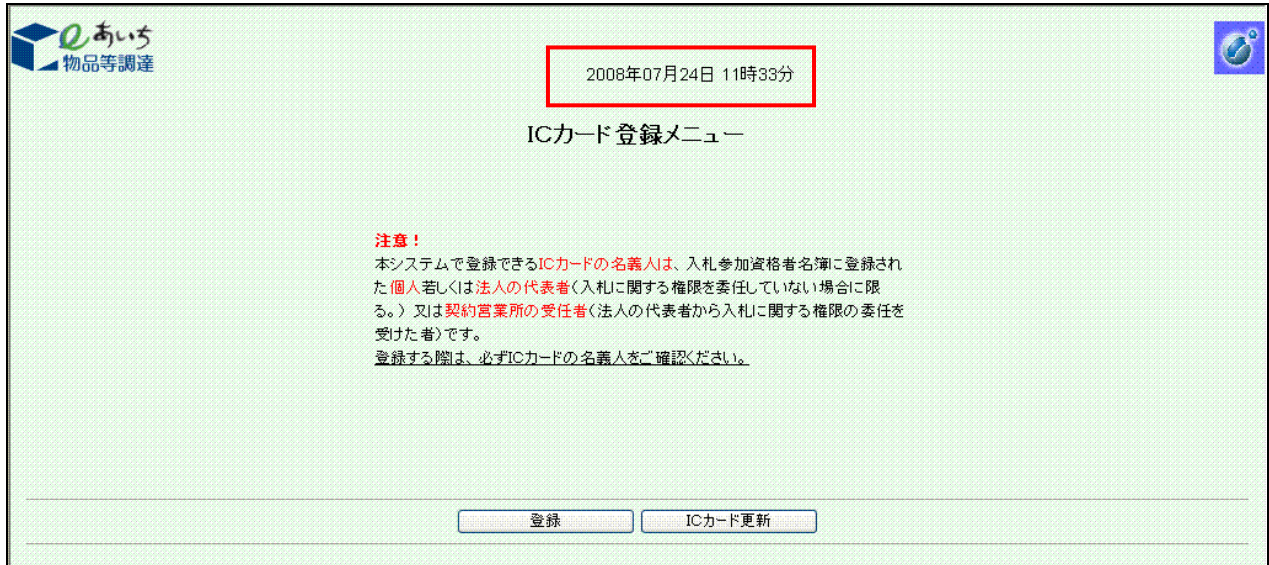 eあいち
物品等調達
2008年07月24日 11時33分
ICカード登録メニュー
注意！
本システムで登録できるICカードの名義人は、入札参加資格者名簿に登録され
た個人若しくは法人の代表者（入札に関する権限を委任していない場合に限
る。）又は契約営業所の受任者（法人の代表者から入札に関する権限の委任を
受けた者）です。
登録する際は、必ずICカードの名義人をご確認ください。
登録
ICカード更新